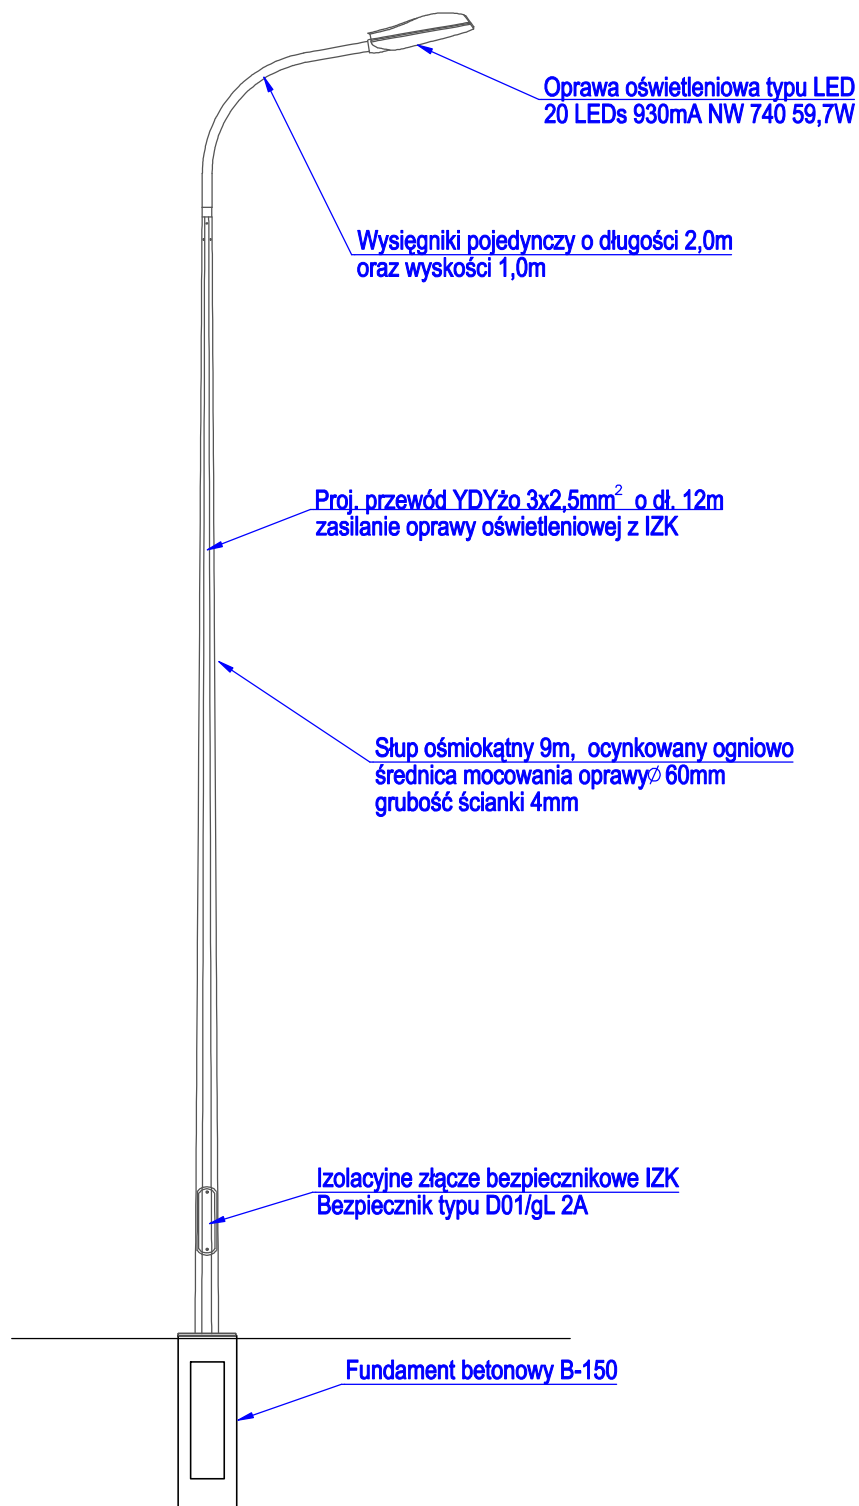 Oprawa oświetleniowa typu LED
20 LEDs 930mA NW 740 59,7W
Wysięgniki pojedynczy o długości 2,0m
oraz wyskości 1,0m
Proj. przewód YDYżo 3x2,5mm² o dł. 12m
zasilanie oprawy oświetleniowej z IZK
Słup ośmiokątny 9m, ocynkowany ogniowo
średnica mocowania oprawy∅ 60mm
grubość ścianki 4mm
Izolacyjne złącze bezpiecznikowe IZK
Bezpiecznik typu D01/gL 2A
Fundament betonowy B-150